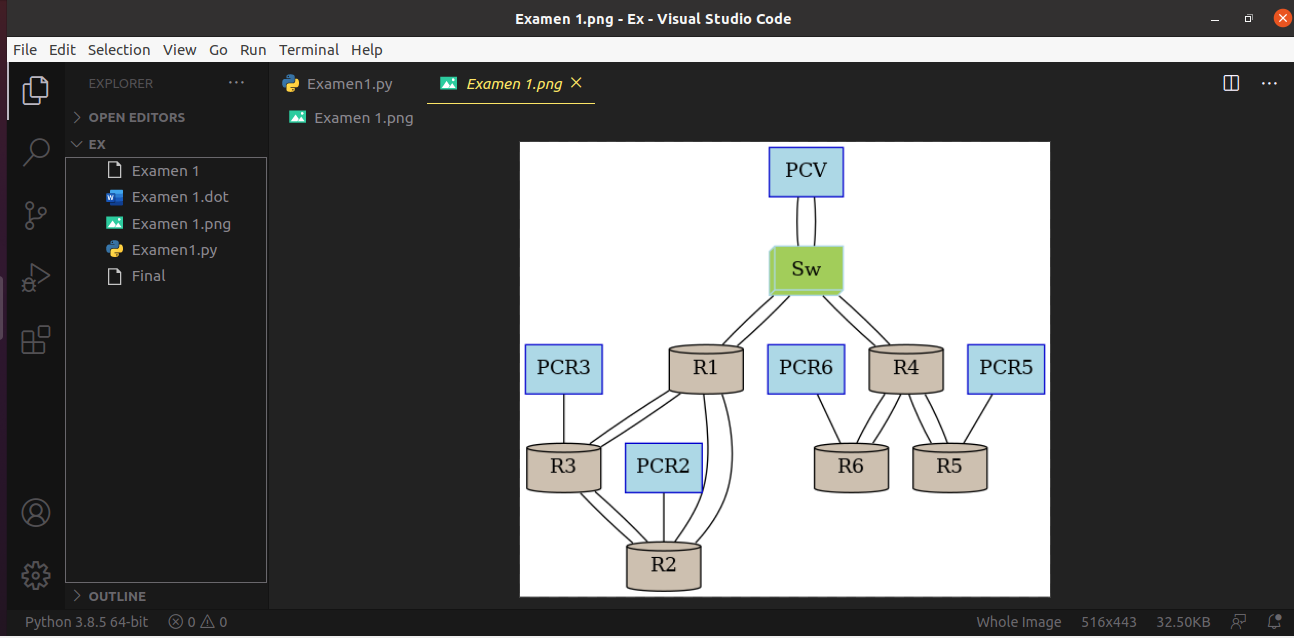 Examen 1.png - Ex - Visual Studio Code
File Edit Selection View Go Run Terminal Help
EXPLORER
Examen1.py
Examen 1.png
Examen 1.png
OPEN EDITORS
EX
Examen 1
Examen 1.dot
Examen 1.png
Examen1.py
Final
OUTLINE
PCV
Sw
PCR3
R1
PCR6
R4
PCR5
R3
PCR2
R6
R5
R2
Python 3.8.5 64-bit 0 0 Whole Image 516x443 32.50KB